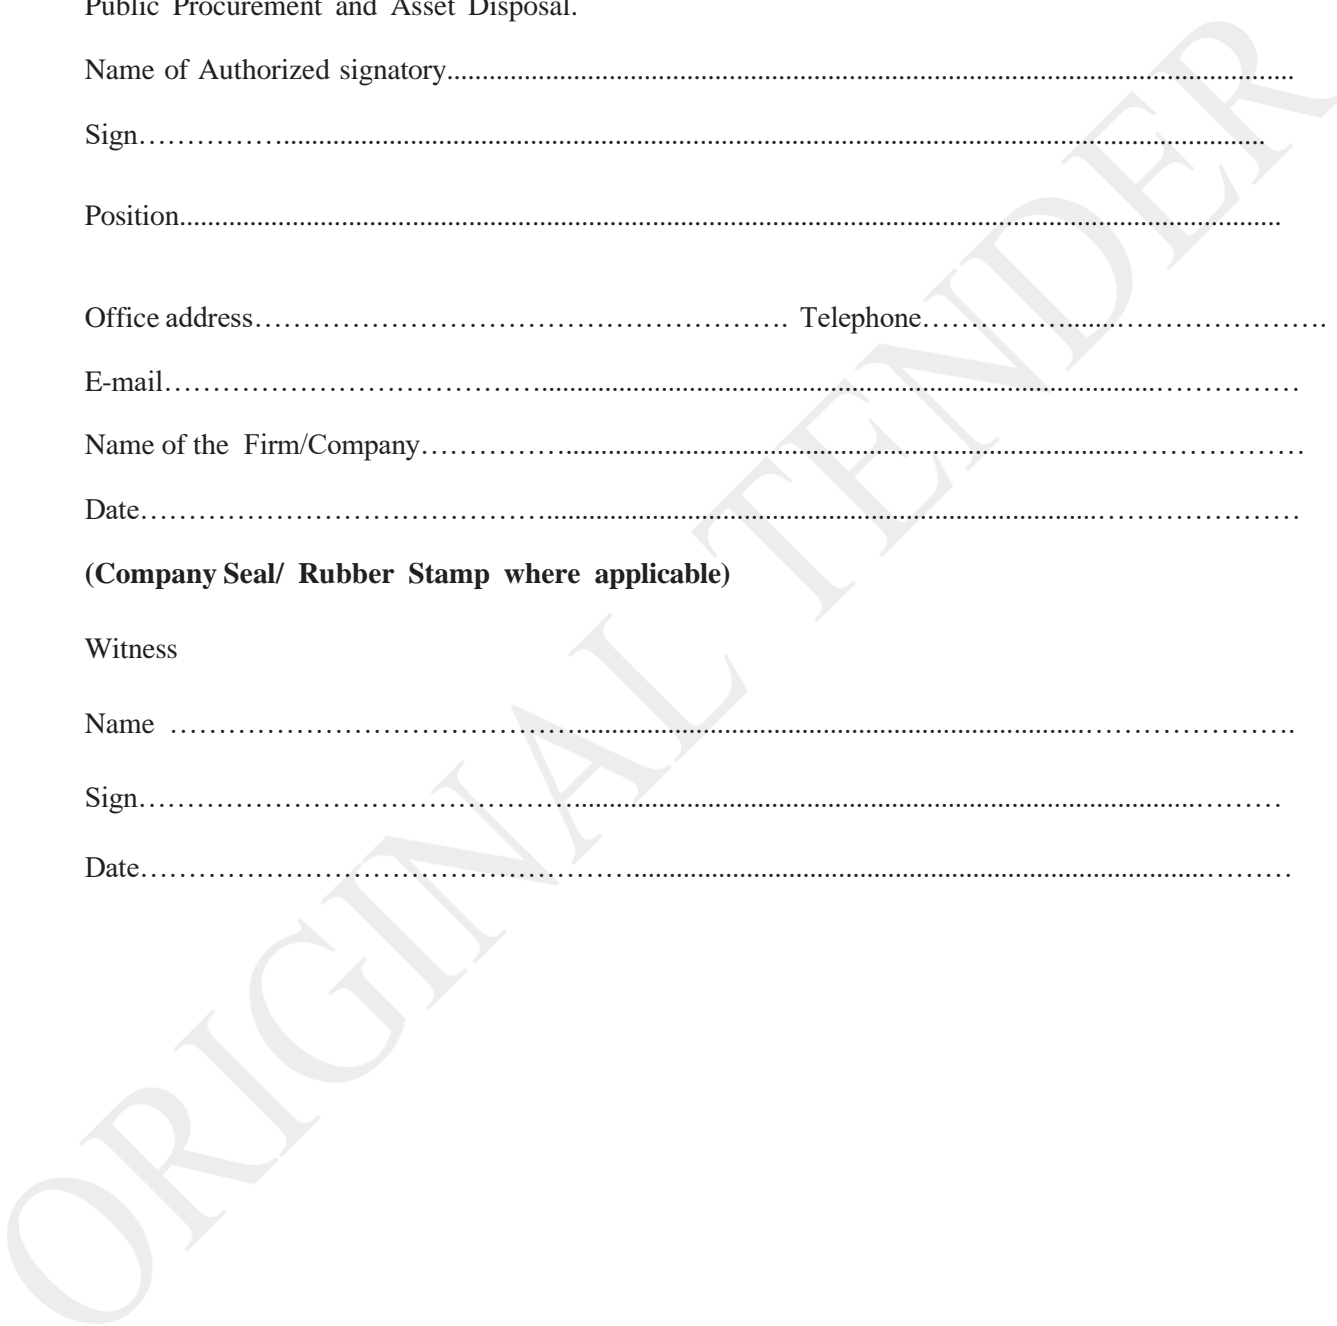 Public Procurement and Asset Disposal.
Name of Authorized signatory..........................................................................................................................
Sign……………..............................................................................................................................................
Position..............................................................................................................................................................
Office address………………………………………………. Telephone……………......…………………….
E-mail………………………………….......................................................................................……………
Name of the Firm/Company……………................................................................................………………
Date……………………………………..............................................................................…………………
(Company Seal/ Rubber Stamp where applicable)
Witness
Name ……………………………………........................................................................………………….
Sign………………………………………........................................................................................………
Date……………………………………………................................................................................………
ORIGINAL TENDER